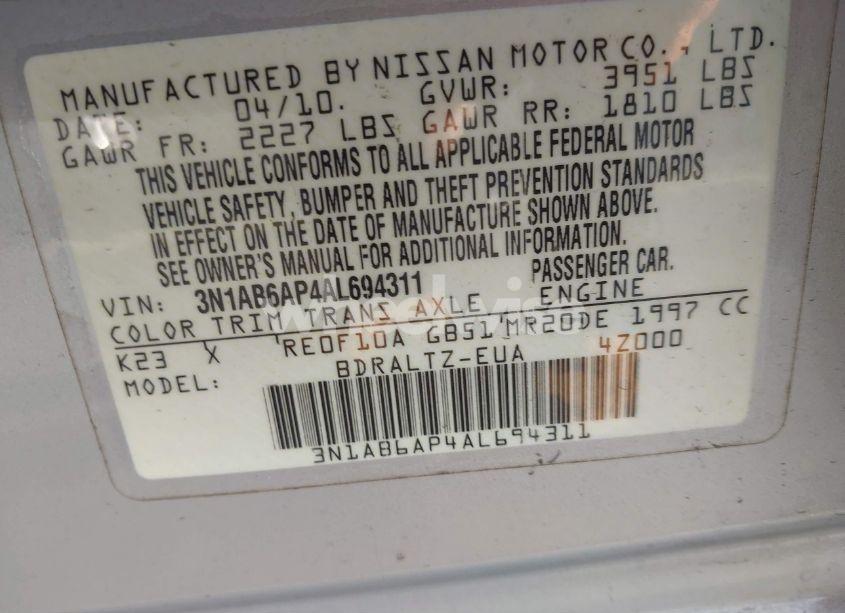 MANUFACTURED BY NISSAN MOTOR CO., LTD.
DATE: 04/10. GVWR: 3951 LBS
GAWR FR: 2227 LBS GAWR RR: 1810 LBS
THIS VEHICLE CONFORMS TO ALL APPLICABLE FEDERAL MOTOR
VEHICLE SAFETY, BUMPER AND THEFT PREVENTION STANDARDS
IN EFFECT ON THE DATE OF MANUFACTURE SHOWN ABOVE.
SEE OWNER'S MANUAL FOR ADDITIONAL INFORMATION.
VIN: 3N1AB6AP4AL694311 PASSENGER CAR.
COLOR TRIM TRANS AXLE ENGINE
K23 X RE0F10A GB51 MR20DE 1997 CC
MODEL: BDRALTZ-EUA 4Z000
3N1AB6AP4AL694311